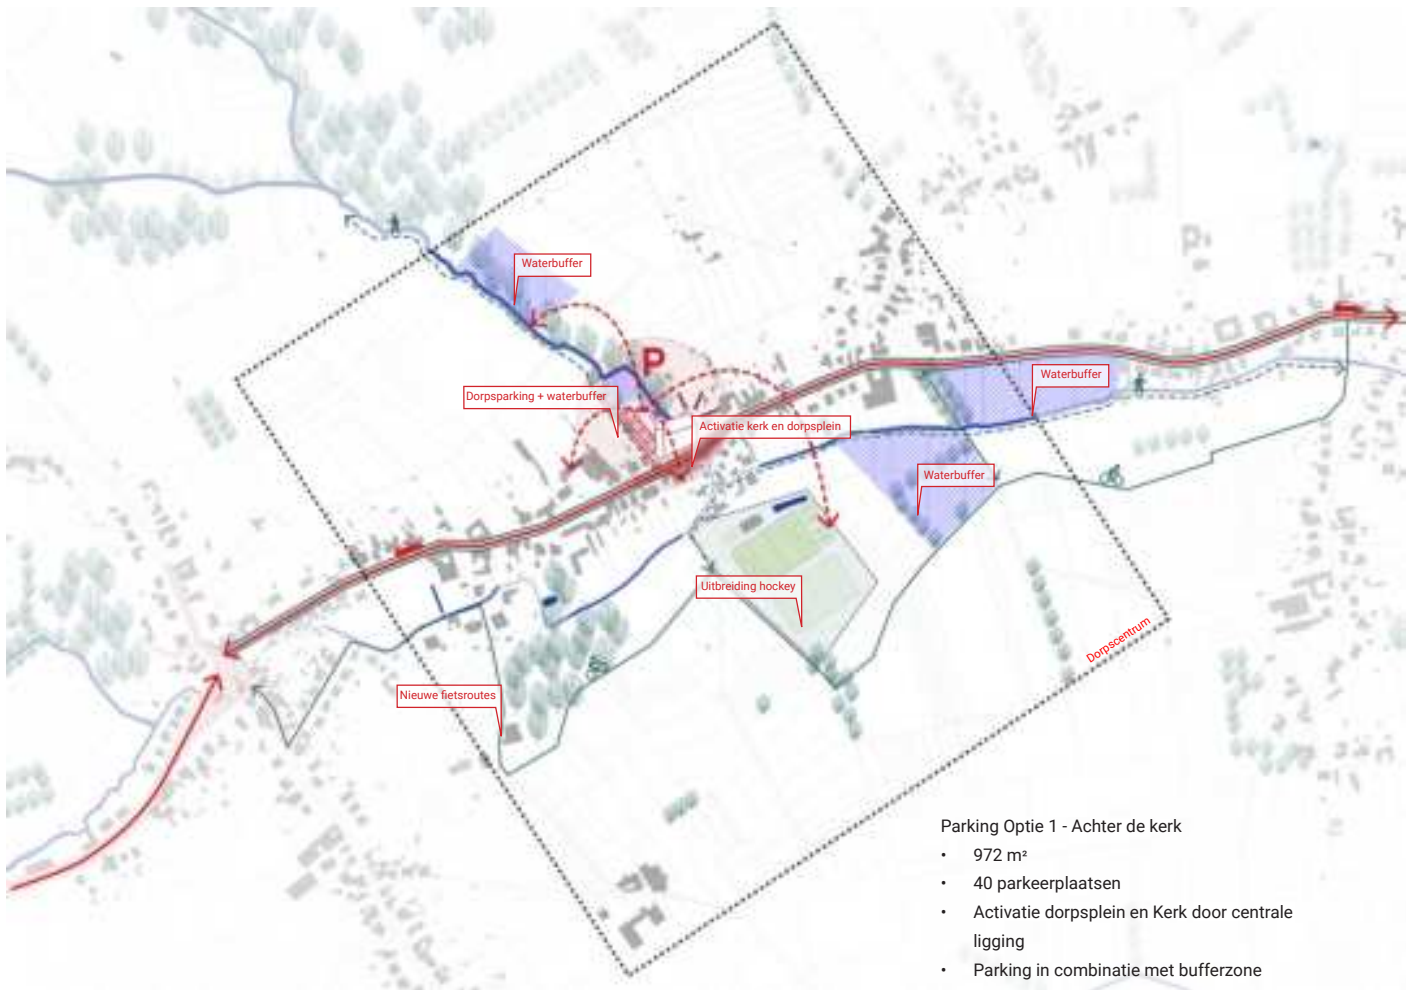 Waterbuffer
P
Dorpsparking + waterbuffer
Waterbuffer
Activatie kerk en dorpsplein
Waterbuffer
Uitbreiding hockey
Dorpscentrum
Nieuwe fietsroutes
Parking Optie 1 - Achter de kerk
• 972 m²
• 40 parkeerplaatsen
• Activatie dorpsplein en Kerk door centrale
ligging
• Parking in combinatie met bufferzone